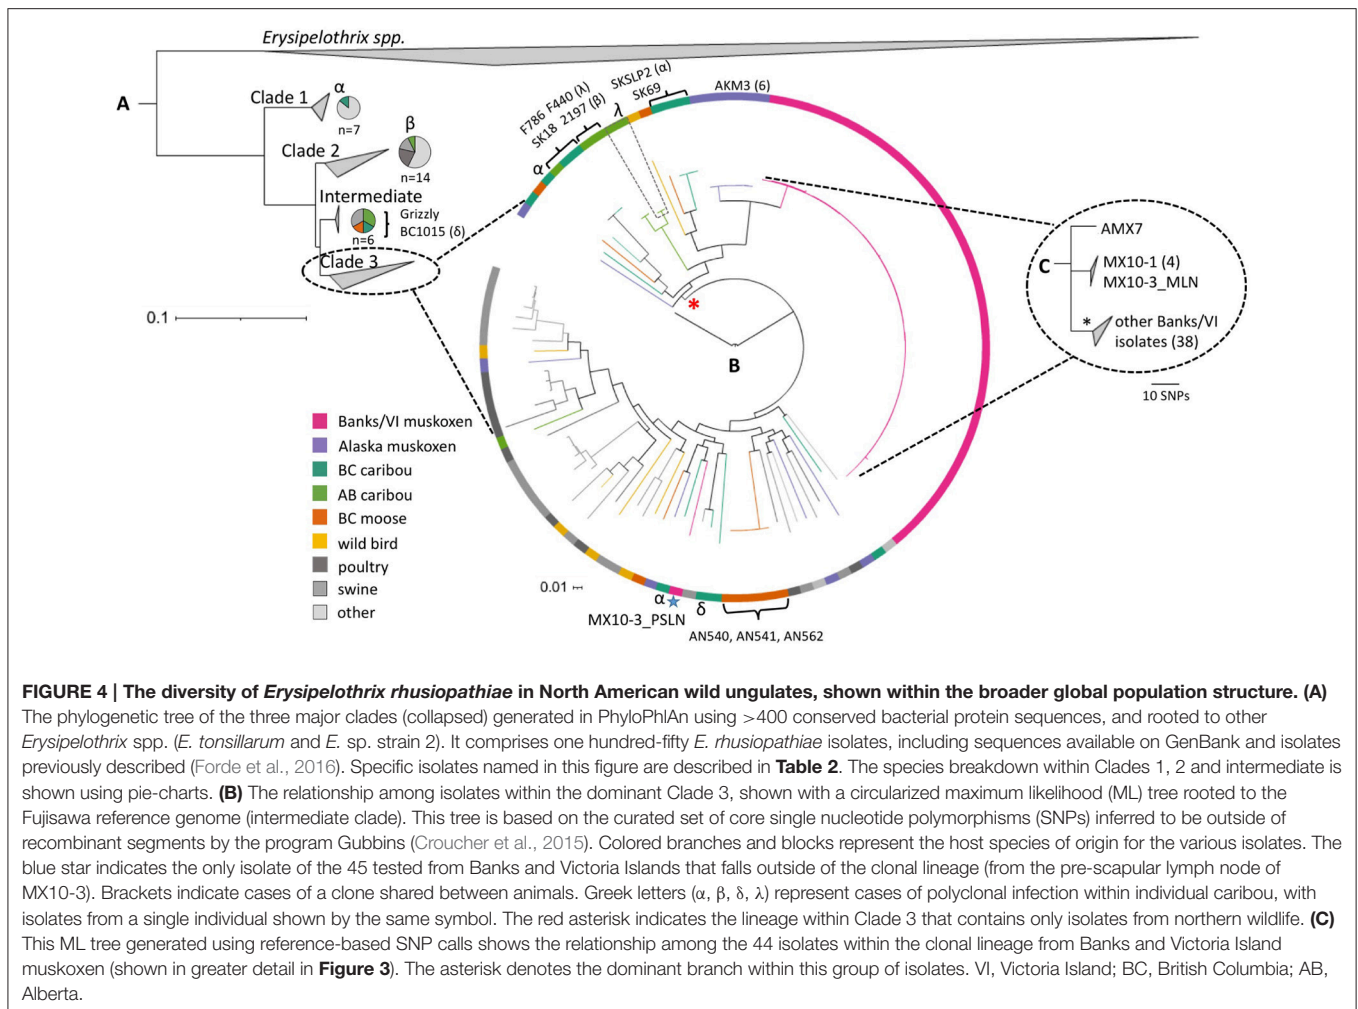 Erysipelothrix spp.
A
Clade 1
α
n=7
Clade 2
β
n=14
Intermediate
n=6
Grizzly
BC1015 (δ)
Clade 3
0.1
α
F786 F440 (λ)
SK18 2197 (β)
λ
SKSLP2 (α)
SK69
AKM3 (6)
*
B
C
AMX7
MX10-1 (4)
MX10-3_MLN
* other Banks/VI
isolates (38)
10 SNPs
Banks/VI muskoxen
Alaska muskoxen
BC caribou
AB caribou
BC moose
wild bird
poultry
swine
other
0.01
α
MX10-3_PSLN
δ
AN540, AN541, AN562
FIGURE 4 | The diversity of Erysipelothrix rhusiopathiae in North American wild ungulates, shown within the broader global population structure. (A)
The phylogenetic tree of the three major clades (collapsed) generated in PhyloPhlAn using >400 conserved bacterial protein sequences, and rooted to other
Erysipelothrix spp. (E. tonsillarum and E. sp. strain 2). It comprises one hundred-fifty E. rhusiopathiae isolates, including sequences available on GenBank and isolates
previously described (Forde et al., 2016). Specific isolates named in this figure are described in Table 2. The species breakdown within Clades 1, 2 and intermediate is
shown using pie-charts. (B) The relationship among isolates within the dominant Clade 3, shown with a circularized maximum likelihood (ML) tree rooted to the
Fujisawa reference genome (intermediate clade). This tree is based on the curated set of core single nucleotide polymorphisms (SNPs) inferred to be outside of
recombinant segments by the program Gubbins (Croucher et al., 2015). Colored branches and blocks represent the host species of origin for the various isolates. The
blue star indicates the only isolate of the 45 tested from Banks and Victoria Islands that falls outside of the clonal lineage (from the pre-scapular lymph node of
MX10-3). Brackets indicate cases of a clone shared between animals. Greek letters (α, β, δ, λ) represent cases of polyclonal infection within individual caribou, with
isolates from a single individual shown by the same symbol. The red asterisk indicates the lineage within Clade 3 that contains only isolates from northern wildlife. (C)
This ML tree generated using reference-based SNP calls shows the relationship among the 44 isolates within the clonal lineage from Banks and Victoria Island
muskoxen (shown in greater detail in Figure 3). The asterisk denotes the dominant branch within this group of isolates. VI, Victoria Island; BC, British Columbia; AB,
Alberta.